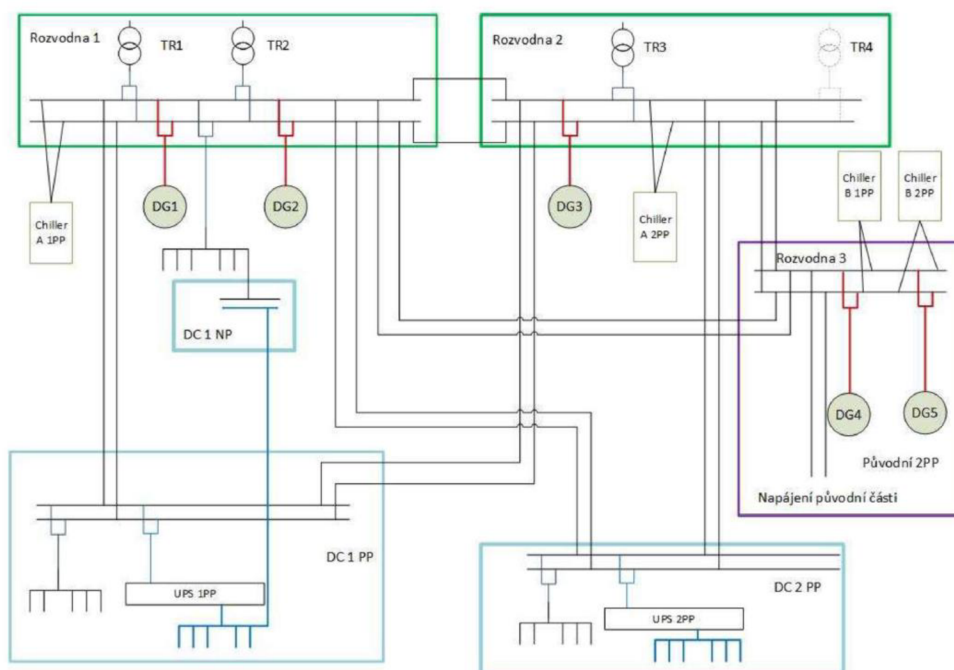 Rozvodna 1
TR1
TR2
Rozvodna 2
TR3
TR4
DG1
DG2
DG3
Chiller
A 1PP
Chiller
A 2PP
Chiller
B 1PP
Chiller
B 2PP
Rozvodna 3
DC 1 NP
DG4
DG5
Původní 2PP
Napájení původní části
DC 1 PP
UPS 1PP
DC 2 PP
UPS 2PP